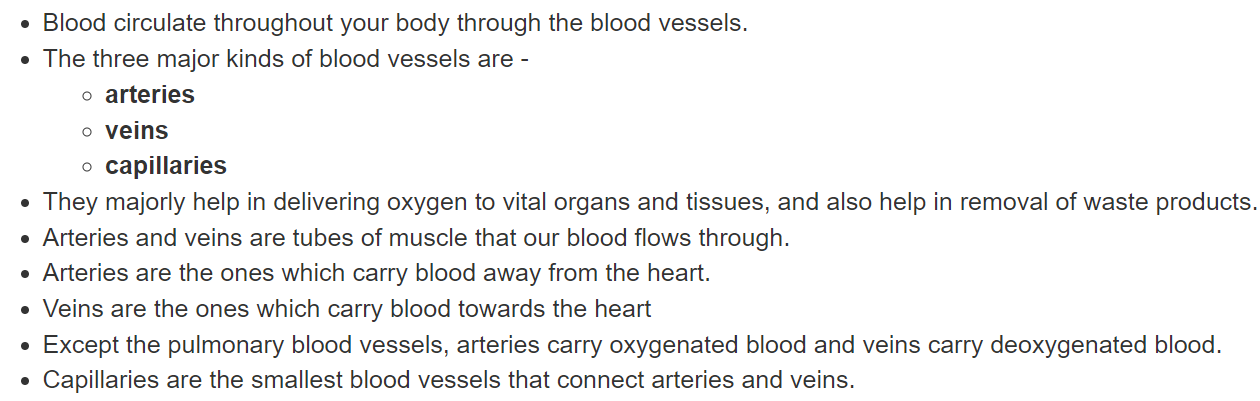 Blood circulate throughout your body through the blood vessels.
The three major kinds of blood vessels are -
arteries
veins
capillaries
They majorly help in delivering oxygen to vital organs and tissues, and also help in removal of waste products.
Arteries and veins are tubes of muscle that our blood flows through.
Arteries are the ones which carry blood away from the heart.
Veins are the ones which carry blood towards the heart
Except the pulmonary blood vessels, arteries carry oxygenated blood and veins carry deoxygenated blood.
Capillaries are the smallest blood vessels that connect arteries and veins.